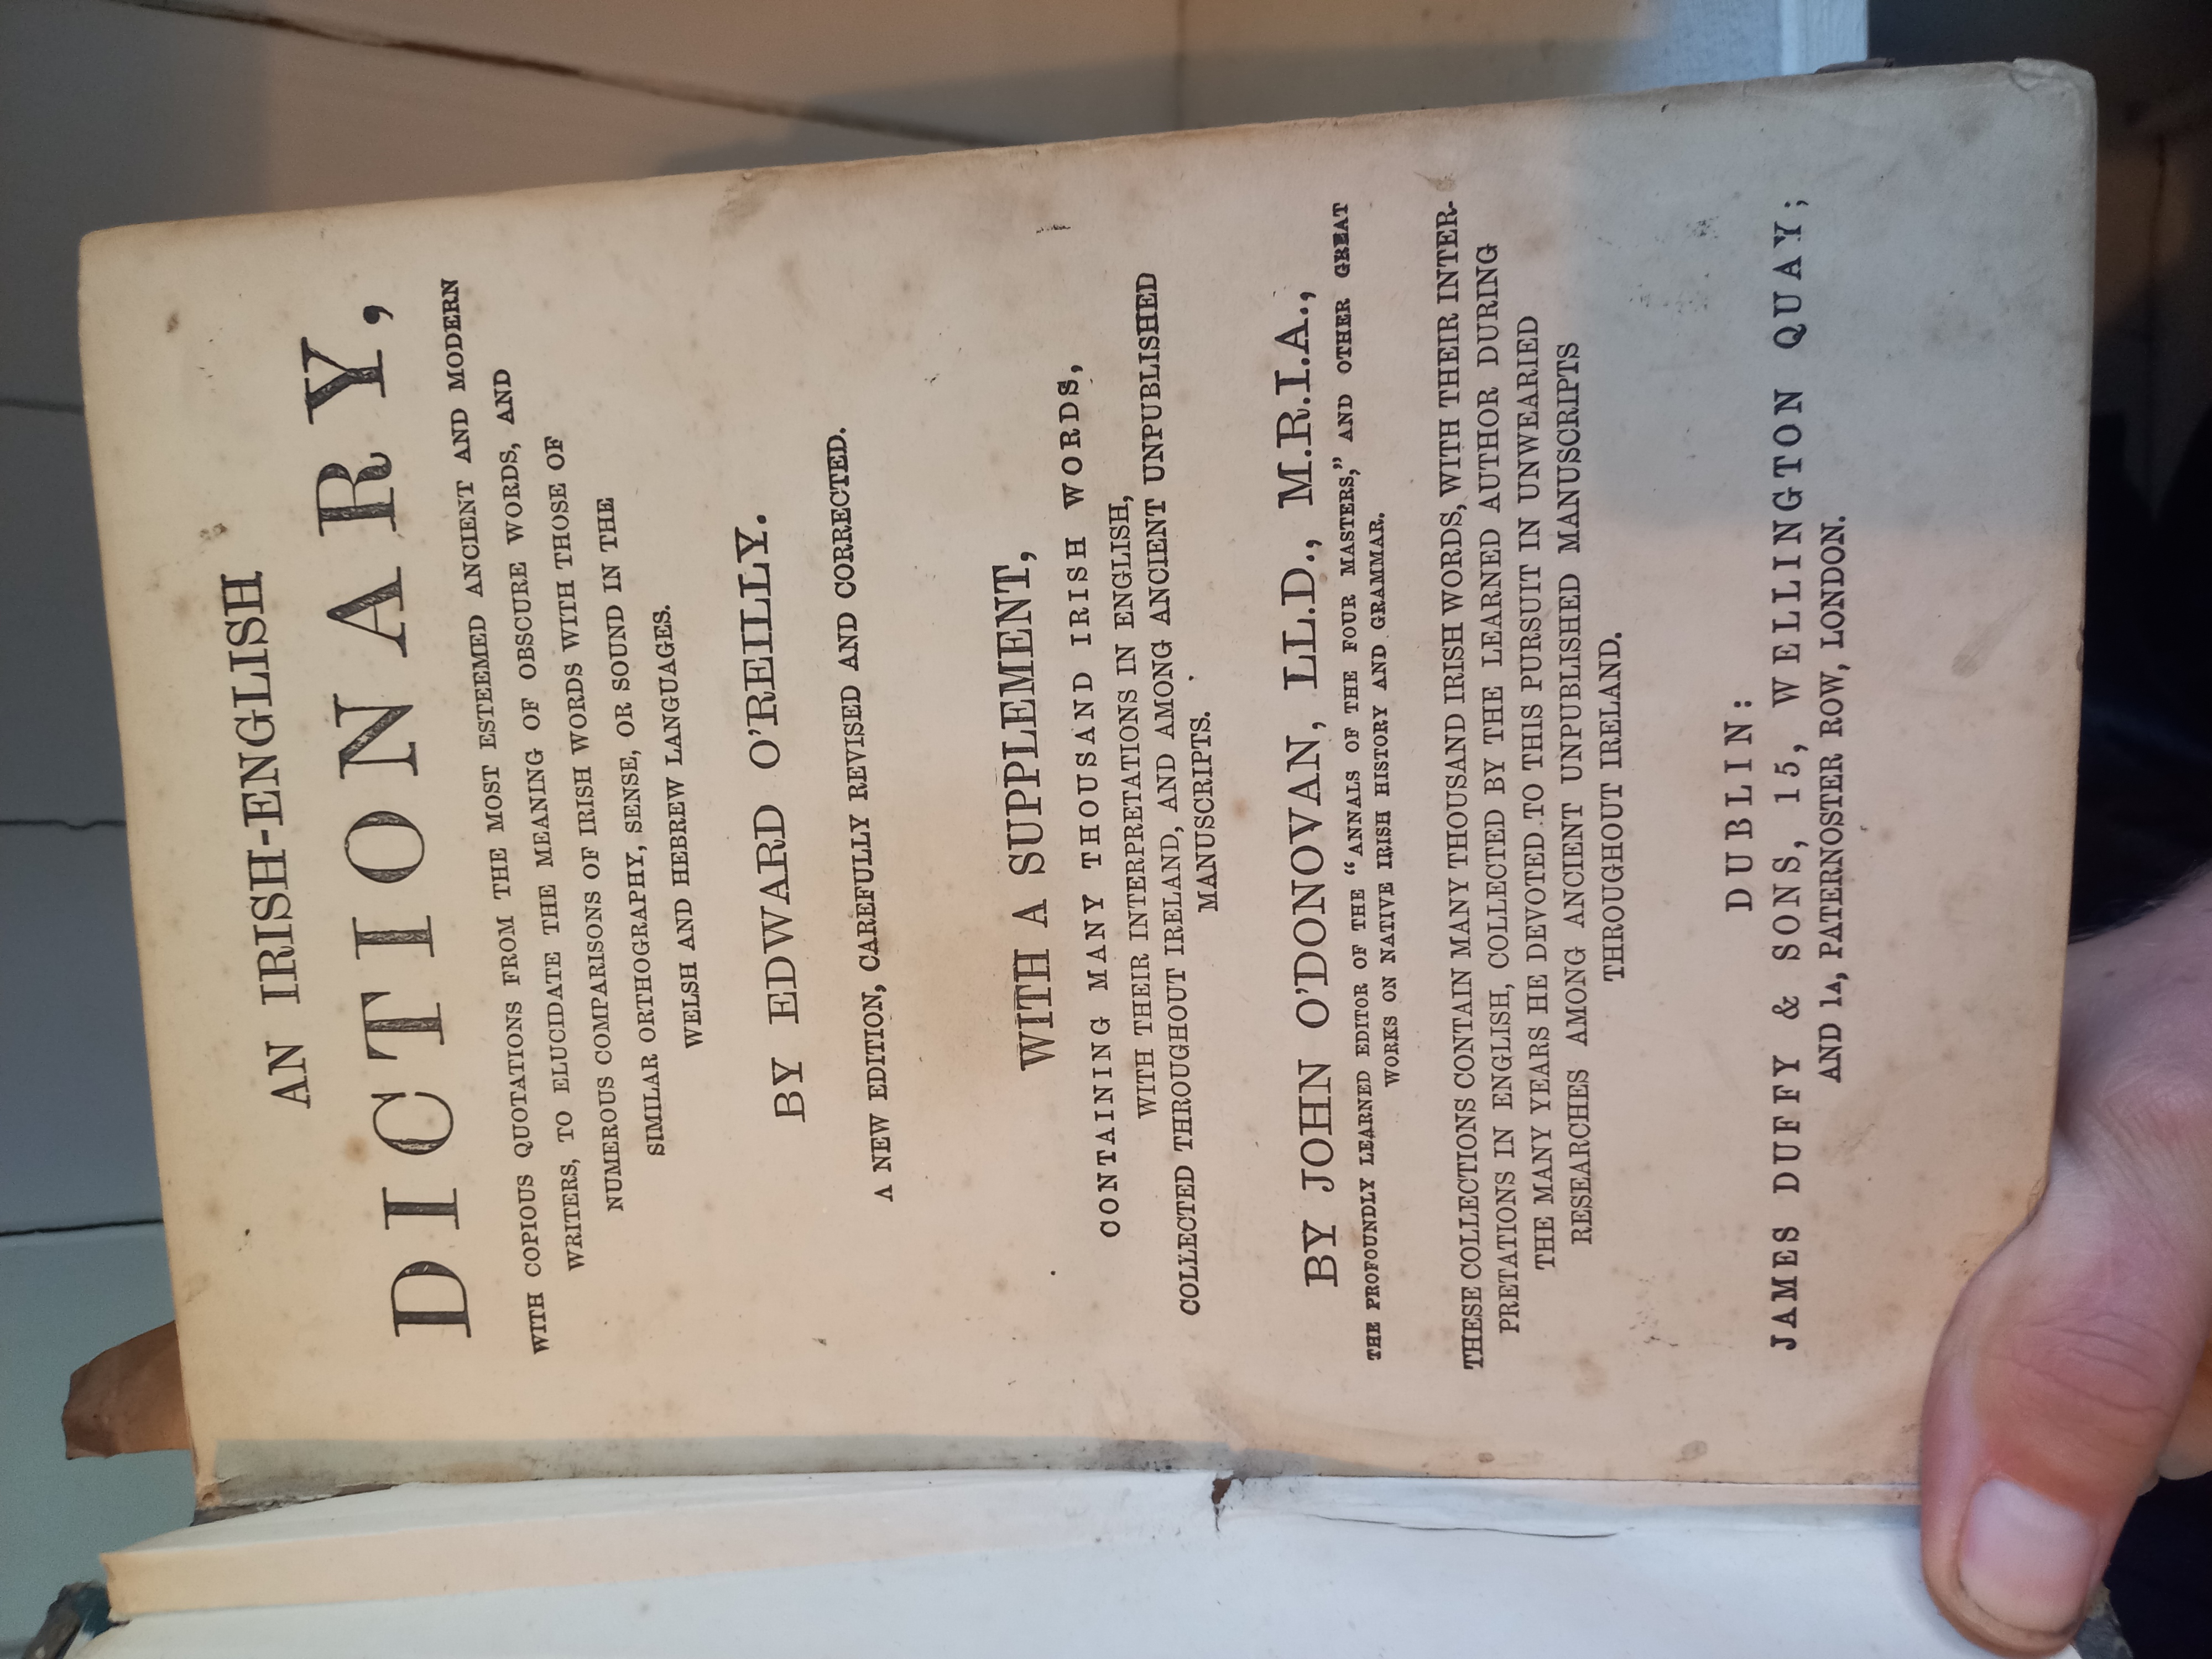 AN IRISH-ENGLISH
DICTIONARY,
WITH COPIOUS QUOTATIONS FROM THE MOST ESTEEMED ANCIENT AND MODERN
WRITERS, TO ELUCIDATE THE MEANING OF OBSCURE WORDS, AND
NUMEROUS COMPARISONS OF IRISH WORDS WITH THOSE OF
SIMILAR ORTHOGRAPHY, SENSE, OR SOUND IN THE
WELSH AND HEBREW LANGUAGES.
BY EDWARD O'REILLY.
A NEW EDITION, CAREFULLY REVISED AND CORRECTED.
WITH A SUPPLEMENT,
CONTAINING MANY THOUSAND IRISH WORDS,
WITH THEIR INTERPRETATIONS IN ENGLISH,
COLLECTED THROUGHOUT IRELAND, AND AMONG ANCIENT UNPUBLISHED
MANUSCRIPTS.
BY JOHN O'DONOVAN, LL.D., M.R.I.A.,
THE PROFOUNDLY LEARNED EDITOR OF THE "ANNALS OF THE FOUR MASTERS," AND OTHER GREAT
WORKS ON NATIVE IRISH HISTORY AND GRAMMAR.
THESE COLLECTIONS CONTAIN MANY THOUSAND IRISH WORDS, WITH THEIR INTER-
PRETATIONS IN ENGLISH, COLLECTED BY THE LEARNED AUTHOR DURING
THE MANY YEARS HE DEVOTED TO THIS PURSUIT IN UNWEARIED
RESEARCHES AMONG ANCIENT UNPUBLISHED MANUSCRIPTS
THROUGHOUT IRELAND.
DUBLIN:
JAMES DUFFY & SONS, 15, WELLINGTON QUAY;
AND 1A, PATERNOSTER ROW, LONDON.